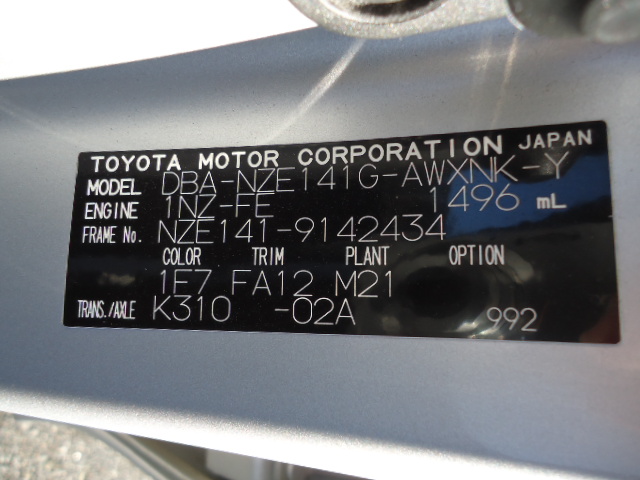 TOYOTA MOTOR CORPORATION JAPAN
MODEL DBA-NZE141G-AWXNK-Y
ENGINE 1NZ-FE 1496 mL
FRAME No. NZE141-9142434
COLOR TRIM PLANT OPTION
1F7 FA12 M21
TRANS./AXLE K310 -02A 992